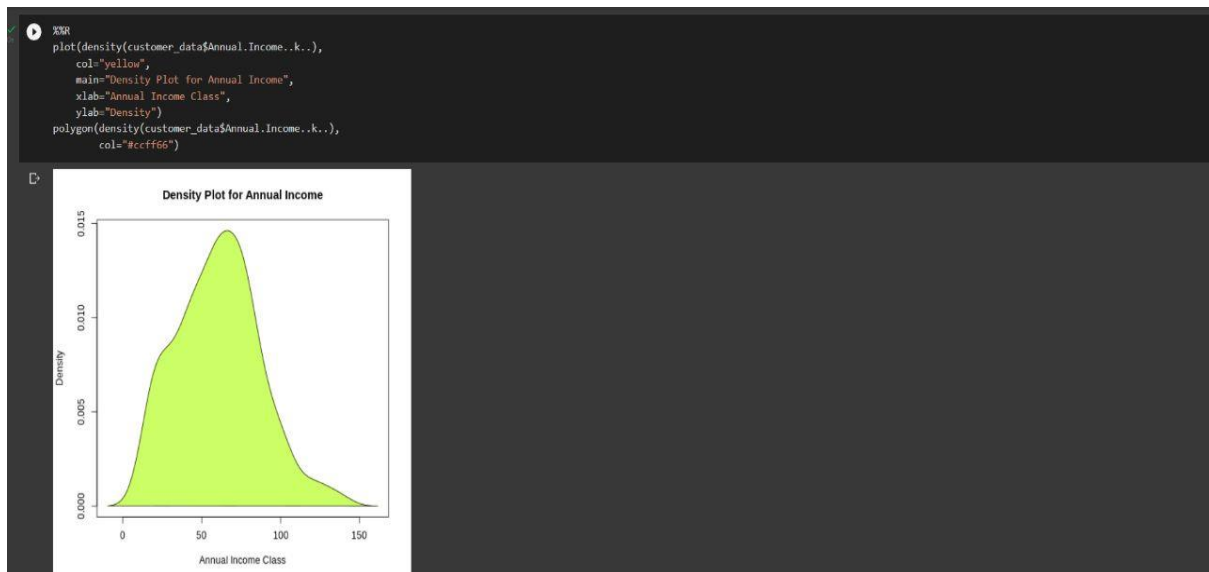 %%R
plot(density(customer_data$Annual.Income..k..),
col="yellow",
main="Density Plot for Annual Income",
xlab="Annual Income Class",
ylab="Density")
polygon(density(customer_data$Annual.Income..k..),
col="#ccff66")
Density Plot for Annual Income
0.015
0.010
Density
0.005
0.000
0 50 100 150
Annual Income Class